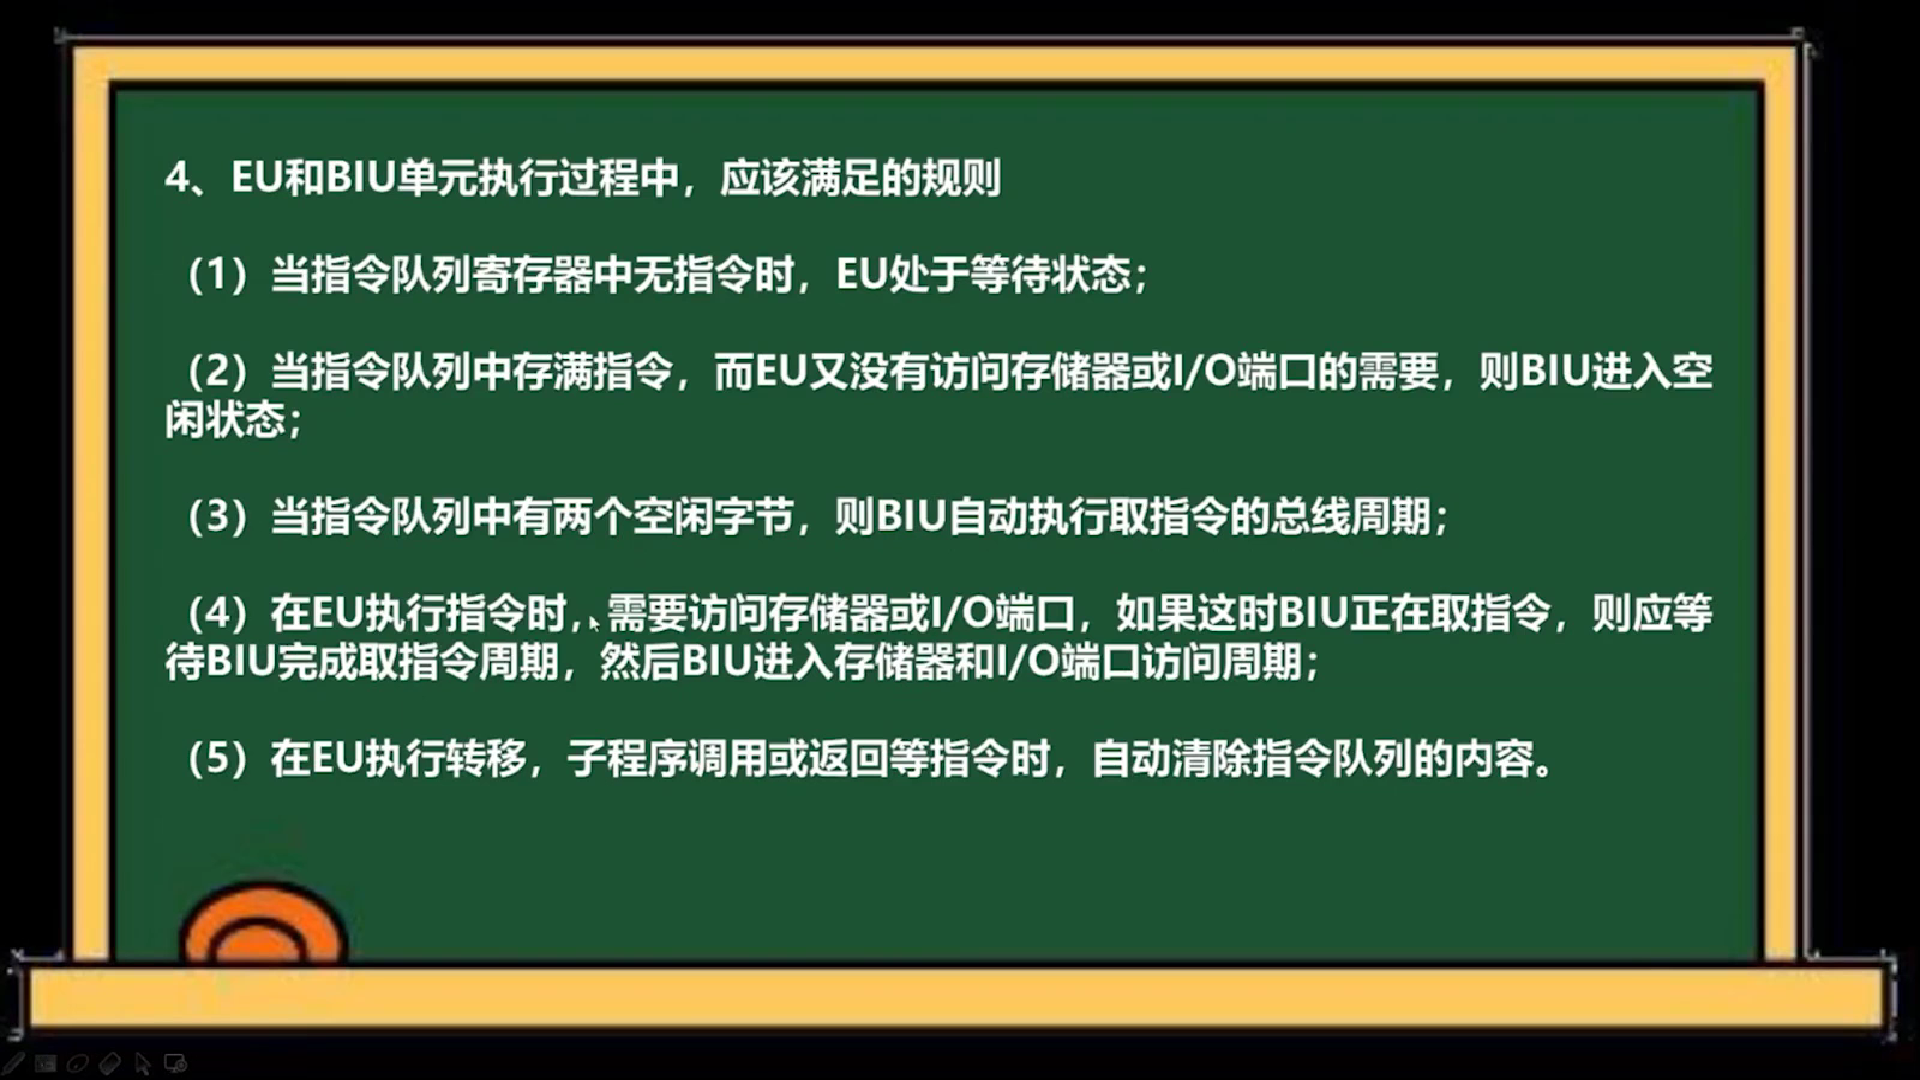 4、EU和BIU单元执行过程中，应该满足的规则
（1）当指令队列寄存器中无指令时，EU处于等待状态；
（2）当指令队列中存满指令，而EU又没有访问存储器或I/O端口的需要，则BIU进入空
闲状态；
（3）当指令队列中有两个空闲字节，则BIU自动执行取指令的总线周期；
（4）在EU执行指令时，需要访问存储器或I/O端口，如果这时BIU正在取指令，则应等
待BIU完成取指令周期，然后BIU进入存储器和I/O端口访问周期；
（5）在EU执行转移，子程序调用或返回等指令时，自动清除指令队列的内容。